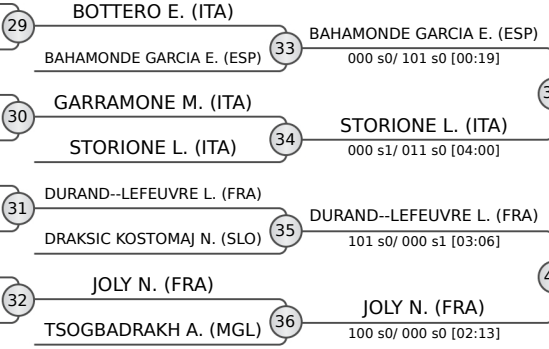 BOTTERO E. (ITA)
29
BAHAMONDE GARCIA E. (ESP)
33
BAHAMONDE GARCIA E. (ESP)
000 s0/ 101 s0 [00:19]
GARRAMONE M. (ITA)
30
STORIONE L. (ITA)
34
STORIONE L. (ITA)
000 s1/ 011 s0 [04:00]
DURAND--LEFEUVRE L. (FRA)
31
DRAKSIC KOSTOMAJ N. (SLO)
35
DURAND--LEFEUVRE L. (FRA)
101 s0/ 000 s1 [03:06]
JOLY N. (FRA)
32
TSOGBADRAKH A. (MGL)
36
JOLY N. (FRA)
100 s0/ 000 s0 [02:13]